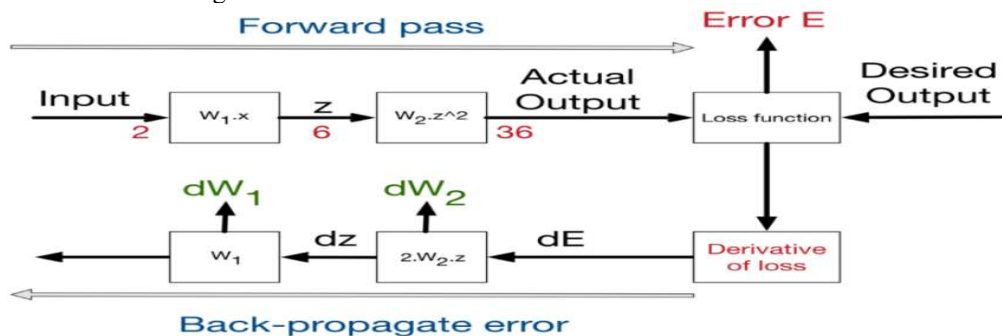 Forward pass
Error E
Input
2
W₁.x
z
6
W₂.z^2
Actual
Output
36
Loss function
Desired
Output
dW₁
dW₂
W₁
dz
2.W₂.z
dE
Derivative
of loss
Back-propagate error